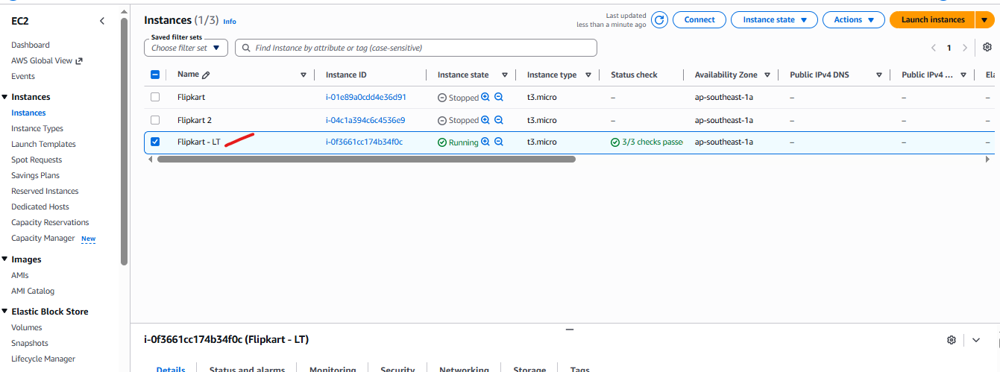 EC2
Dashboard
AWS Global View
Events
Instances
Instances
Instance Types
Launch Templates
Spot Requests
Savings Plans
Reserved Instances
Dedicated Hosts
Capacity Reservations
Capacity Manager New
Images
AMIs
AMI Catalog
Elastic Block Store
Volumes
Snapshots
Lifecycle Manager
Instances (1/3) Info
Last updated
less than a minute ago
Connect Instance state Actions Launch instances
Saved filter sets
Choose filter set Find Instance by attribute or tag (case-sensitive) 1
Name Instance ID Instance state Instance type Status check Availability Zone Public IPv4 DNS Public IPv4 ... Ela
Flipkart i-01e89a0cdd4e36d91 Stopped t3.micro – ap-southeast-1a – – –
Flipkart 2 i-04c1a394c6c4536e9 Stopped t3.micro – ap-southeast-1a – – –
Flipkart - LT i-0f3661cc174b34f0c Running t3.micro 3/3 checks passe ap-southeast-1a – – –
i-0f3661cc174b34f0c (Flipkart - LT)
Details Status and alarms Monitoring Security Networking Storage Tags